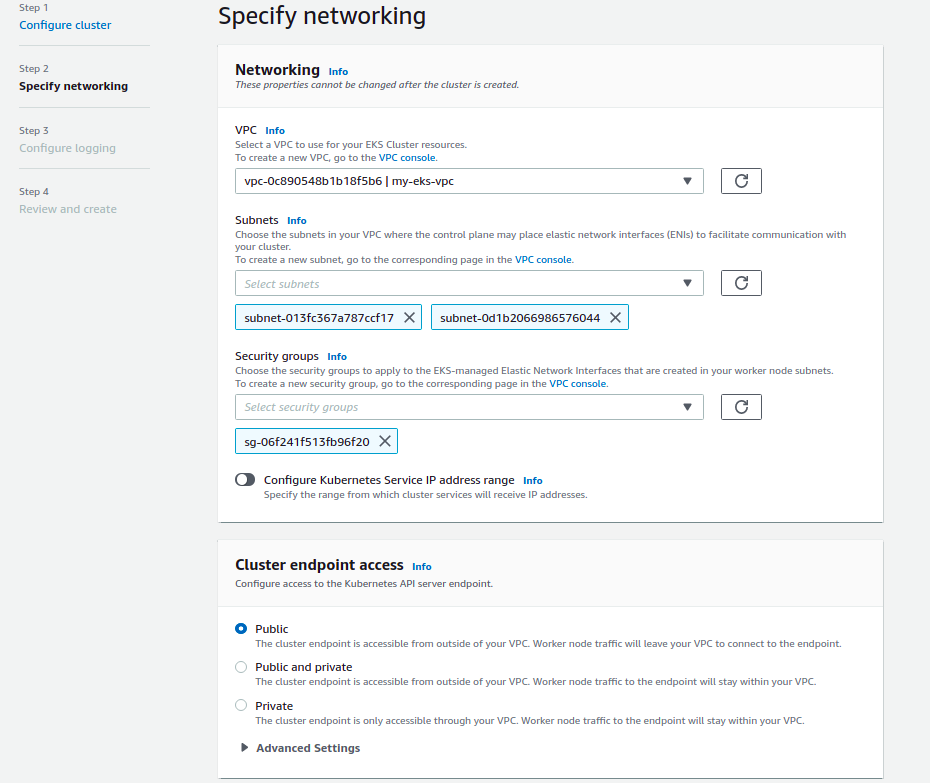 Step 1
Configure cluster
Step 2
Specify networking
Step 3
Configure logging
Step 4
Review and create
Specify networking
Networking Info
These properties cannot be changed after the cluster is created.
VPC Info
Select a VPC to use for your EKS Cluster resources.
To create a new VPC, go to the VPC console.
vpc-0c890548b1b18f5b6 | my-eks-vpc
Subnets Info
Choose the subnets in your VPC where the control plane may place elastic network interfaces (ENIs) to facilitate communication with
your cluster.
To create a new subnet, go to the corresponding page in the VPC console.
Select subnets
subnet-013fc367a787ccf17 subnet-0d1b2066986576044
Security groups Info
Choose the security groups to apply to the EKS-managed Elastic Network Interfaces that are created in your worker node subnets.
To create a new security group, go to the corresponding page in the VPC console.
Select security groups
sg-06f241f513fb96f20
Configure Kubernetes Service IP address range Info
Specify the range from which cluster services will receive IP addresses.
Cluster endpoint access Info
Configure access to the Kubernetes API server endpoint.
Public
The cluster endpoint is accessible from outside of your VPC. Worker node traffic will leave your VPC to connect to the endpoint.
Public and private
The cluster endpoint is accessible from outside of your VPC. Worker node traffic to the endpoint will stay within your VPC.
Private
The cluster endpoint is only accessible through your VPC. Worker node traffic to the endpoint will stay within your VPC.
Advanced Settings